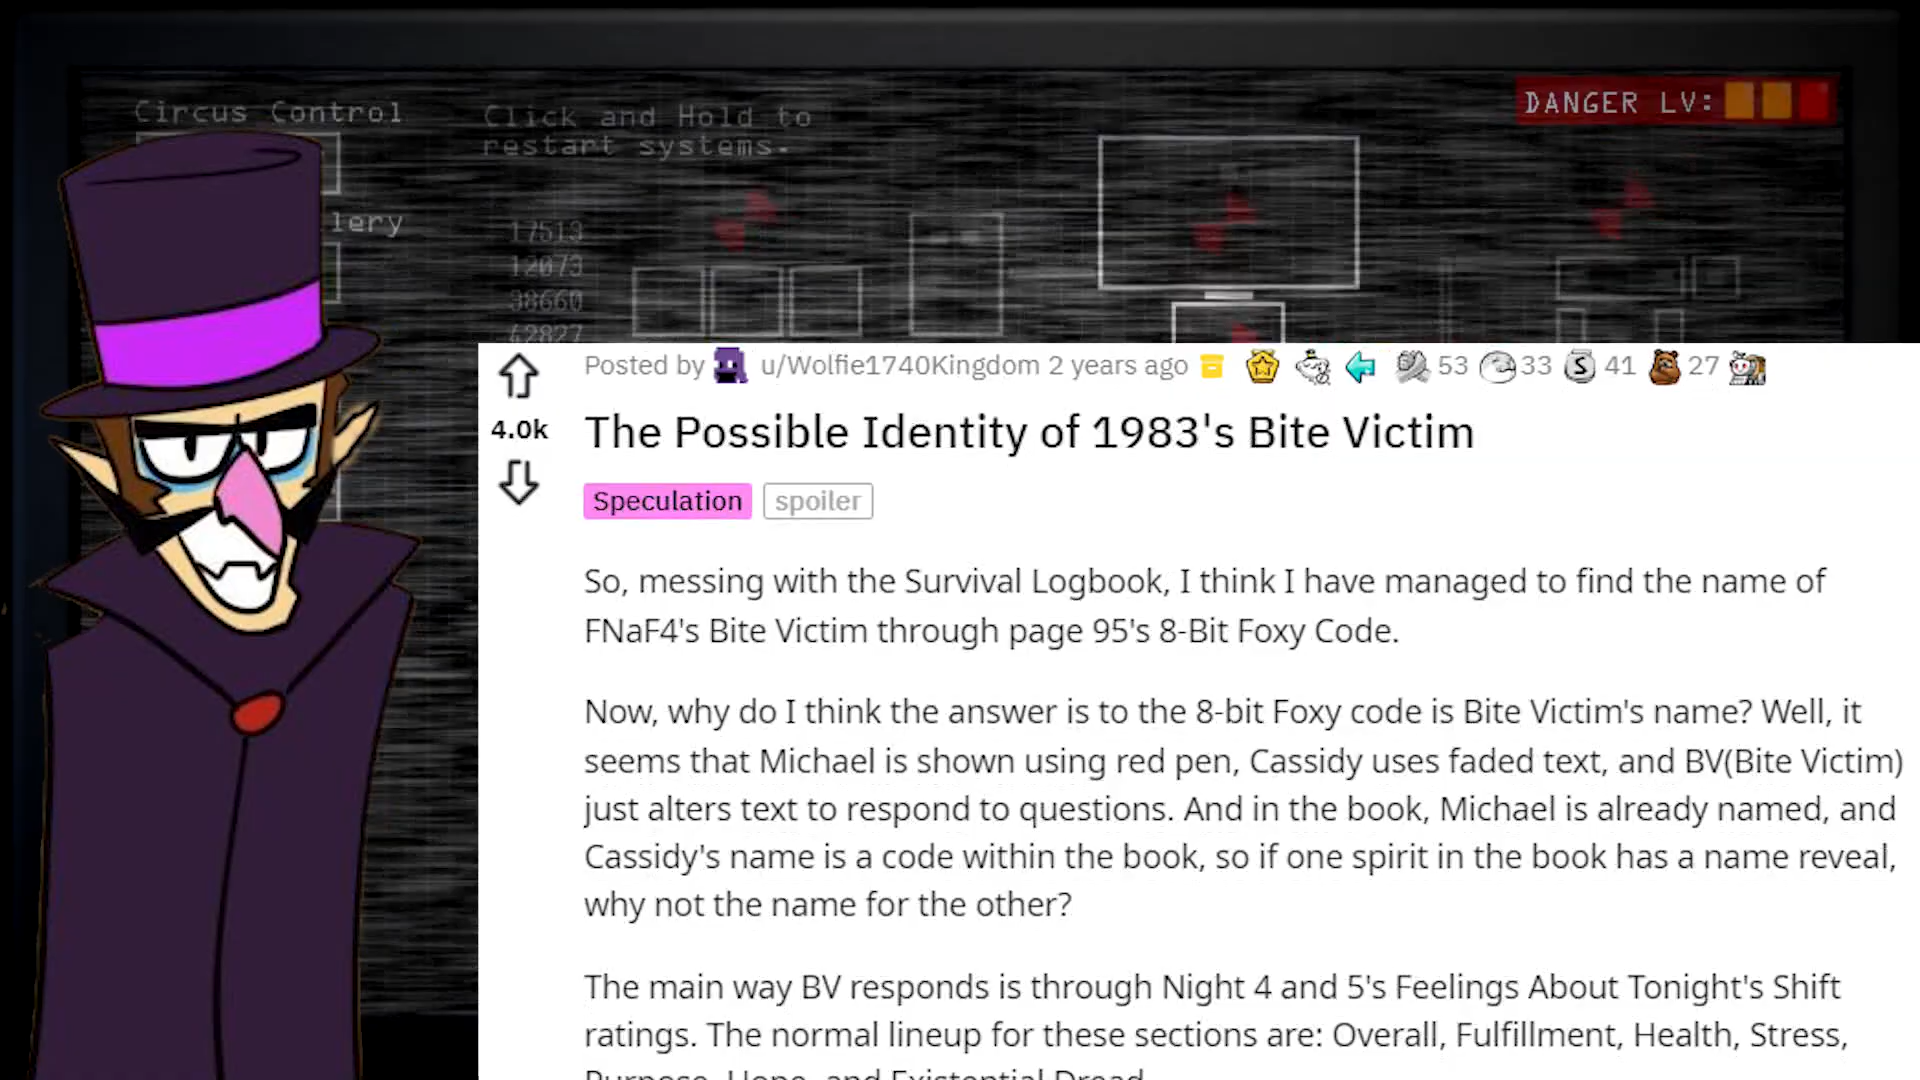 Circus Control
Click and Hold to
restart systems.
DANGER LV:
lery
17513
12073
38660
42827
Posted by u/Wolfie1740Kingdom 2 years ago 53 33 41 27
4.0k
The Possible Identity of 1983's Bite Victim
Speculation spoiler
So, messing with the Survival Logbook, I think I have managed to find the name of
FNaF4's Bite Victim through page 95's 8-Bit Foxy Code.
Now, why do I think the answer is to the 8-bit Foxy code is Bite Victim's name? Well, it
seems that Michael is shown using red pen, Cassidy uses faded text, and BV(Bite Victim)
just alters text to respond to questions. And in the book, Michael is already named, and
Cassidy's name is a code within the book, so if one spirit in the book has a name reveal,
why not the name for the other?
The main way BV responds is through Night 4 and 5's Feelings About Tonight's Shift
ratings. The normal lineup for these sections are: Overall, Fulfillment, Health, Stress,
Purpose, Hope, and Existential Dread.